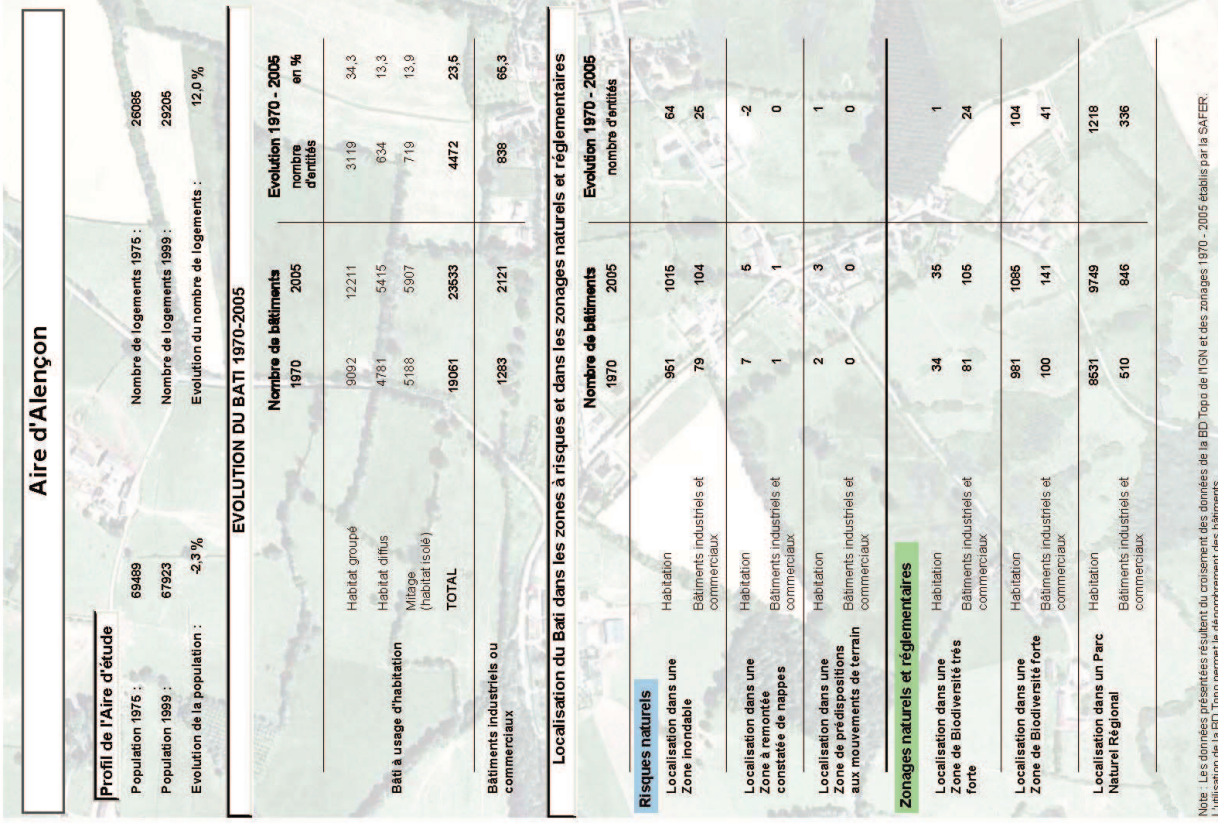 Aire d'Alençon
Profil de l'Aire d'étude
Population 1975 : 69489 Nombre de logements 1975 : 26085
Population 1999 : 67923 Nombre de logements 1999 : 29205
Evolution de la population : -2,3 % Evolution du nombre de logements : 12,0 %
EVOLUTION DU BATI 1970-2005
Nombre de bâtiments Evolution 1970 - 2005
1970 2005 nombre d'entités en %
Bâti à usage d'habitation
Habitat groupé 9092 12211 3119 34,3
Habitat diffus 4781 5415 634 13,3
Mitage (habitat isolé) 5188 5907 719 13,9
TOTAL 19061 23533 4472 23,5
Bâtiments industriels ou commerciaux 1283 2121 838 65,3
Localisation du Bati dans les zones à risques et dans les zonages naturels et réglementaires
Nombre de bâtiments Evolution 1970 - 2005
1970 2005 nombre d'entités
Risques naturels
Localisation dans une Zone inondable
Habitation 951 1015 64
Bâtiments industriels et commerciaux 79 104 25
Localisation dans une Zone à remontée constatée de nappes
Habitation 7 5 -2
Bâtiments industriels et commerciaux 1 1 0
Localisation dans une Zone de prédispositions aux mouvements de terrain
Habitation 2 3 1
Bâtiments industriels et commerciaux 0 0 0
Zonages naturels et réglementaires
Localisation dans une Zone de Biodiversité très forte
Habitation 34 35 1
Bâtiments industriels et commerciaux 81 105 24
Localisation dans une Zone de Biodiversité forte
Habitation 981 1085 104
Bâtiments industriels et commerciaux 100 141 41
Localisation dans un Parc Naturel Régional
Habitation 8531 9749 1218
Bâtiments industriels et commerciaux 510 846 336
Note : Les données présentées résultent du croisement des données de la BD Topo de l'IGN et des zonages 1970 - 2005 établis par la SAFER.
L'utilisation de la BD Topo permet le dénombrement des bâtiments